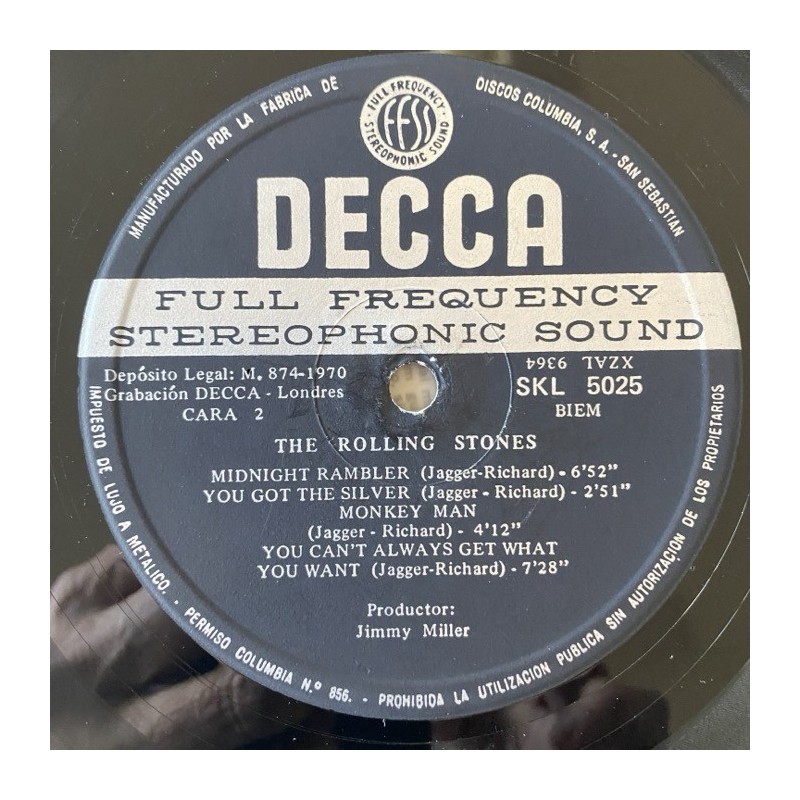 MANUFACTURADO POR LA FABRICA DE DISCOS COLUMBIA, S. A. - SAN SEBASTIAN
FULL FREQUENCY
FFSS
STEREOPHONIC SOUND
DECCA
FULL FREQUENCY
STEREOPHONIC SOUND
Depósito Legal: M. 874-1970
Grabación DECCA - Londres
CARA 2
XZAL 9364
SKL 5025
BIEM
THE ROLLING STONES
MIDNIGHT RAMBLER (Jagger-Richard) - 6'52"
YOU GOT THE SILVER (Jagger - Richard) - 2'51"
MONKEY MAN
(Jagger - Richard) - 4'12"
YOU CAN'T ALWAYS GET WHAT
YOU WANT (Jagger-Richard) - 7'28"
Productor:
Jimmy Miller
IMPUESTO DE LUJO A METALICO. - PERMISO COLUMBIA N.º 856. - PROHIBIDA LA UTILIZACION PUBLICA SIN AUTORIZACION DE LOS PROPIETARIOS